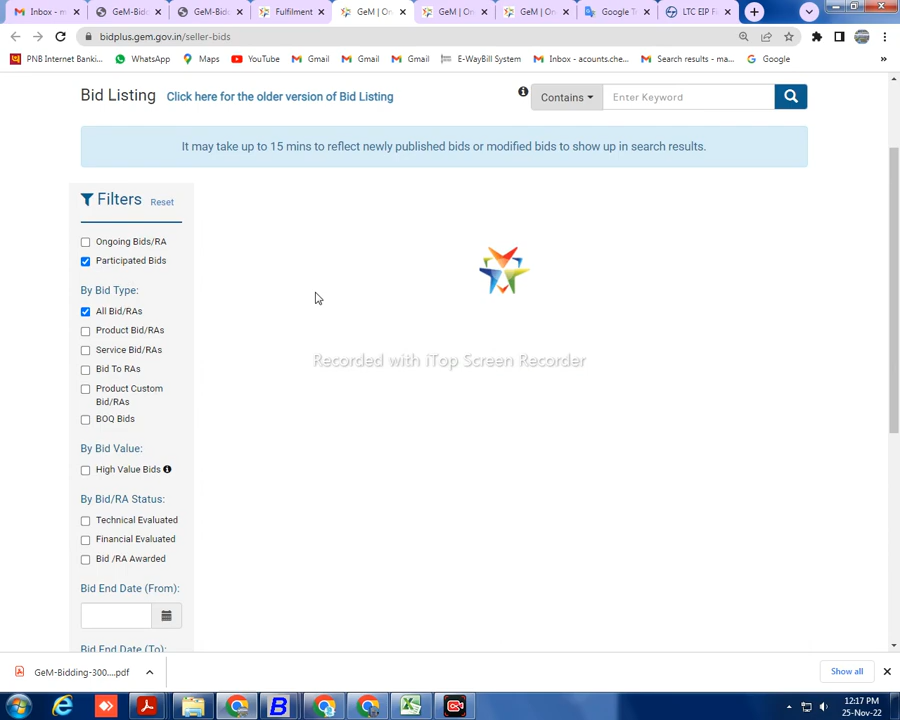 Inbox - m
GeM-Bidd
GeM-Bidd
Fulfilment
GeM | On
GeM | On
GeM | On
Google T
LTC EIP F
bidplus.gem.gov.in/seller-bids
PNB Internet Banki...
WhatsApp
Maps
YouTube
Gmail
Gmail
Gmail
E-WayBill System
Inbox - acounts.che...
Search results - ma...
Google
»
Bid Listing
Click here for the older version of Bid Listing
Contains
Enter Keyword
It may take up to 15 mins to reflect newly published bids or modified bids to show up in search results.
Filters Reset
Ongoing Bids/RA
Participated Bids
By Bid Type:
All Bid/RAs
Product Bid/RAs
Service Bid/RAs
Bid To RAs
Product Custom
Bid/RAs
BOQ Bids
By Bid Value:
High Value Bids
By Bid/RA Status:
Technical Evaluated
Financial Evaluated
Bid /RA Awarded
Bid End Date (From):
Bid End Date (To):
Recorded with iTop Screen Recorder
GeM-Bidding-300....pdf
Show all
12:17 PM
25-Nov-22